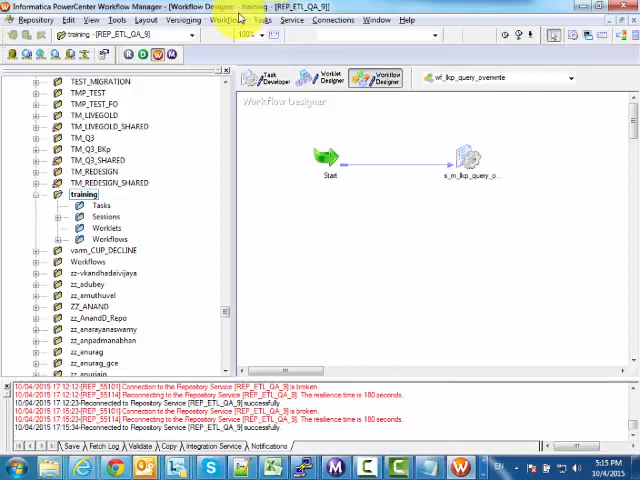 Informatica PowerCenter Workflow Manager - [Workflow Designer - training - [REP_ETL_QA_9]]
Repository Edit View Tools Layout Versioning Workflows Tasks Service Connections Window Help
training - [REP_ETL_QA_9] 100%
Task Developer Worklet Designer Workflow Designer wf_lkp_query_overwrite
TEST_MIGRATION
TMP_TEST
TMP_TEST_FO
TM_LIVEGOLD
TM_LIVEGOLD_SHARED
TM_Q3
TM_Q3_BKp
TM_Q3_SHARED
TM_REDESIGN
TM_REDESIGN_SHARED
training
Tasks
Sessions
Worklets
Workflows
varm_CUP_DECLINE
Workflows
zz-vkandhadaivijaya
zz_adubey
zz_amuthuvel
ZZ_ANAND
zz_AnandD_Repo
zz_anarayanaswamy
zz_anpadmanabhan
zz_anurag
zz_anurag_gce
Workflow Designer
Start
s_m_lkp_query_o...
10/04/2015 17 12:12-[REP_55101] Connection to the Repository Service [REP_ETL_QA_9] is broken.
10/04/2015 17 12:12-[REP_55114] Reconnecting to the Repository Service [REP_ETL_QA_9]. The resilience time is 180 seconds.
10/04/2015 17:12:23-Reconnected to Repository Service [REP_ETL_QA_9] successfully.
10/04/2015 17:15:23-[REP_55101] Connection to the Repository Service [REP_ETL_QA_9] is broken.
10/04/2015 17:15:23-[REP_55114] Reconnecting to the Repository Service [REP_ETL_QA_9]. The resilience time is 180 seconds.
10/04/2015 17:15:34-Reconnected to Repository Service [REP_ETL_QA_9] successfully.
Save Fetch Log Validate Copy Integration Service Notifications
EN 5:15 PM
10/4/2015